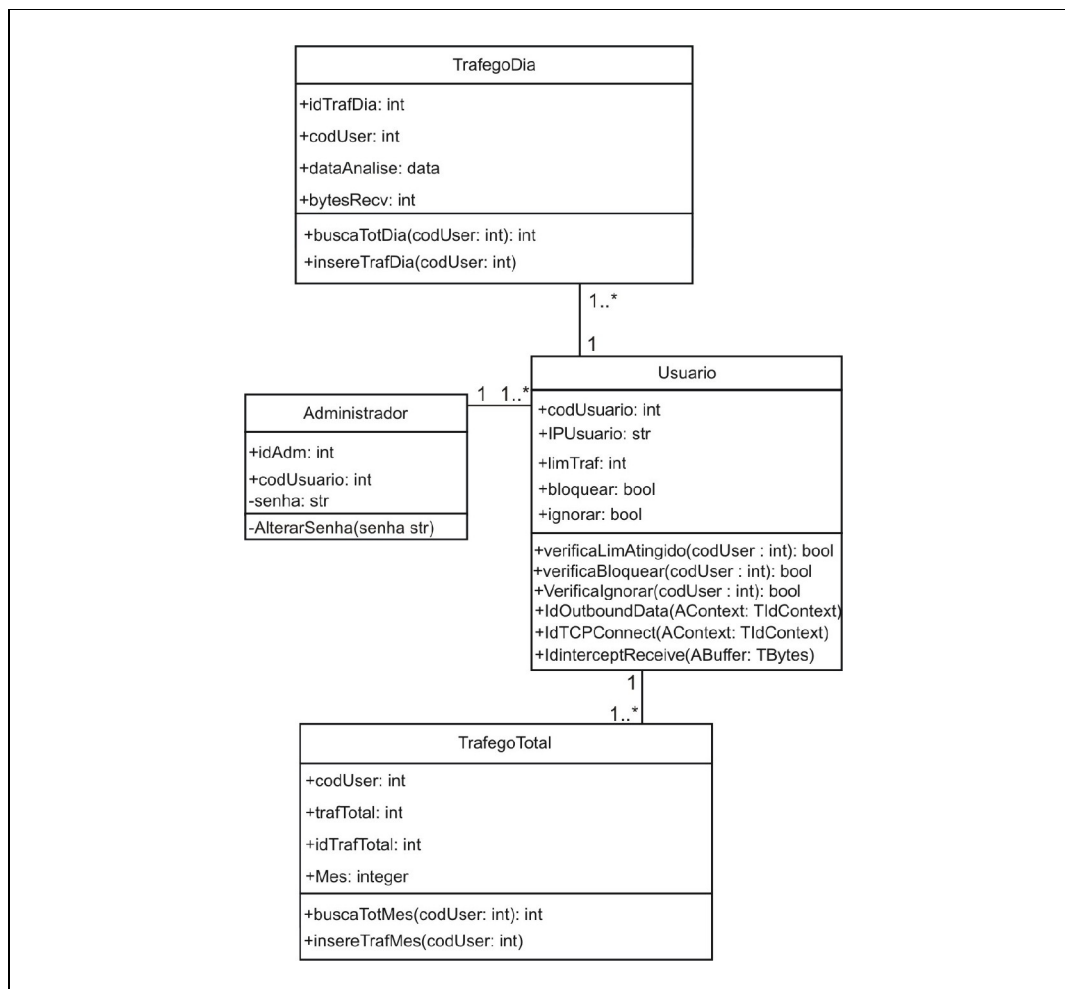 TrafegoDia
+idTrafDia: int
+codUser: int
+dataAnalise: data
+bytesRecv: int
+buscaTotDia(codUser: int): int
+insereTrafDia(codUser: int)
1..*
1
Usuario
+codUsuario: int
+IPUsuario: str
+limTraf: int
+bloquear: bool
+ignorar: bool
+verificaLimAtingido(codUser : int): bool
+verificaBloquear(codUser : int): bool
+VerificaIgnorar(codUser : int): bool
+IdOutboundData(AContext: TIdContext)
+IdTCPConnect(AContext: TIdContext)
+IdinterceptReceive(ABuffer: TBytes)
1 1..*
Administrador
+idAdm: int
+codUsuario: int
-senha: str
-AlterarSenha(senha str)
1
1..*
TrafegoTotal
+codUser: int
+trafTotal: int
+idTrafTotal: int
+Mes: integer
+buscaTotMes(codUser: int): int
+insereTrafMes(codUser: int)